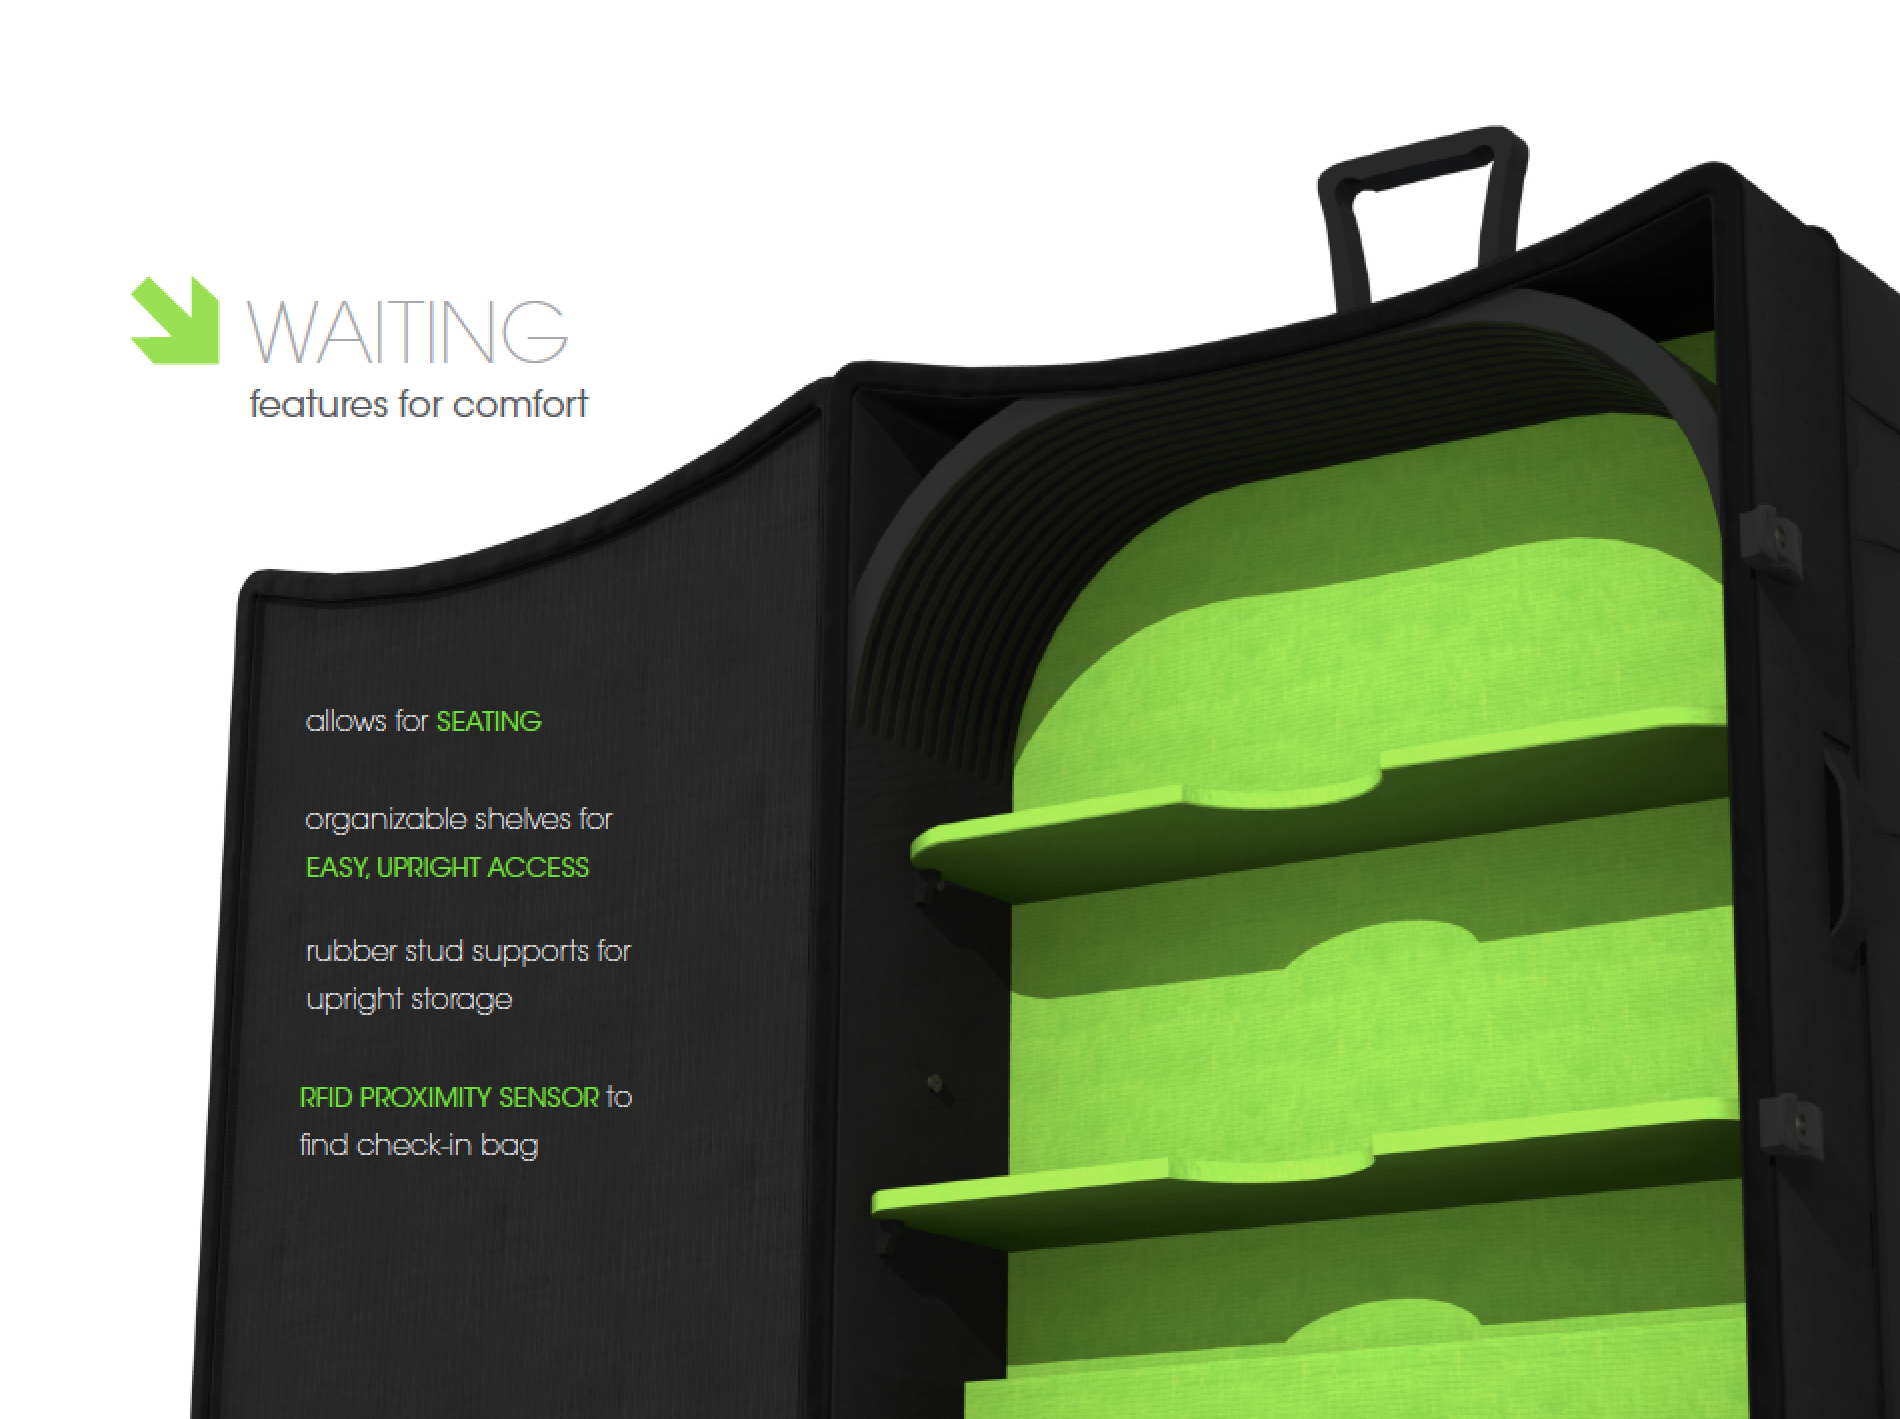 WAITING
features for comfort
allows for SEATING
organizable shelves for
EASY, UPRIGHT ACCESS
rubber stud supports for
upright storage
RFID PROXIMITY SENSOR to
find check-in bag